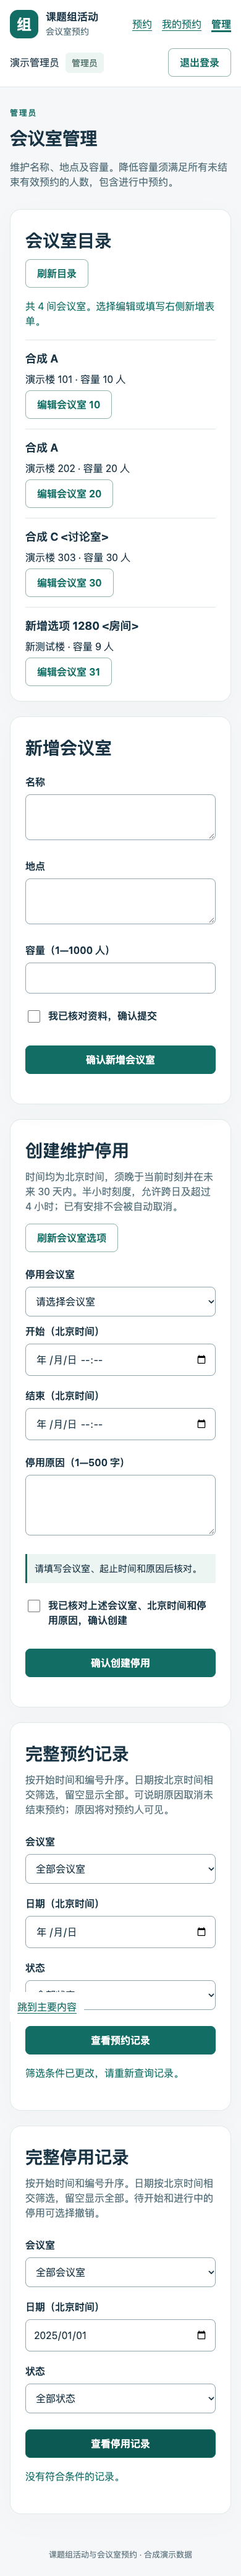 组
课题组活动
会议室预约
预约
我的预约
管理
演示管理员
管理员
退出登录
管理员
会议室管理
维护名称、地点及容量。降低容量须满足所有未结
束有效预约的人数，包含进行中预约。
会议室目录
刷新目录
共 4 间会议室。选择编辑或填写右侧新增表
单。
合成 A
演示楼 101 · 容量 10 人
编辑会议室 10
合成 A
演示楼 202 · 容量 20 人
编辑会议室 20
合成 C <讨论室>
演示楼 303 · 容量 30 人
编辑会议室 30
新增选项 1280 <房间>
新测试楼 · 容量 9 人
编辑会议室 31
新增会议室
名称
地点
容量（1—1000 人）
我已核对资料，确认提交
确认新增会议室
创建维护停用
时间均为北京时间，须晚于当前时刻并在未
来 30 天内。半小时刻度，允许跨日及超过
4 小时；已有安排不会被自动取消。
刷新会议室选项
停用会议室
请选择会议室
开始（北京时间）
年 /月/日 --:--
结束（北京时间）
年 /月/日 --:--
停用原因（1—500 字）
请填写会议室、起止时间和原因后核对。
我已核对上述会议室、北京时间和停
用原因，确认创建
确认创建停用
完整预约记录
按开始时间和编号升序。日期按北京时间相
交筛选，留空显示全部。可说明原因取消未
结束预约；原因将对预约人可见。
会议室
全部会议室
日期（北京时间）
年 /月/日
状态
跳到主要内容
查看预约记录
筛选条件已更改，请重新查询记录。
完整停用记录
按开始时间和编号升序。日期按北京时间相
交筛选，留空显示全部。待开始和进行中的
停用可选择撤销。
会议室
全部会议室
日期（北京时间）
2025/01/01
状态
全部状态
查看停用记录
没有符合条件的记录。
课题组活动与会议室预约 · 合成演示数据